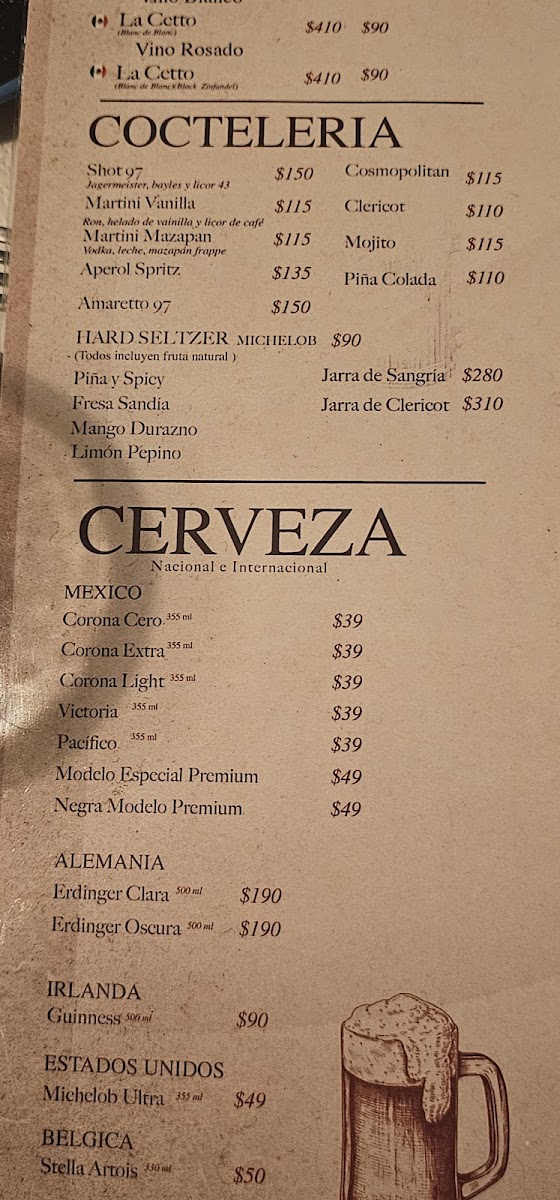 Vino Blanco
La Cetto $410 $90
(Blanc de Blanc)
Vino Rosado
La Cetto $410 $90
(Blanc de Blanc/Black Zinfandel)
COCTELERIA
Shot 97 $150
Jagermeister, bayles y licor 43
Martini Vanilla $115
Ron, helado de vainilla y licor de café
Martini Mazapan $115
Vodka, leche, mazapán frappe
Aperol Spritz $135
Amaretto 97 $150
Cosmopolitan $115
Clericot $110
Mojito $115
Piña Colada $110
HARD SELTZER MICHELOB $90
(Todos incluyen fruta natural )
Piña y Spicy
Fresa Sandía
Mango Durazno
Limón Pepino
Jarra de Sangría $280
Jarra de Clericot $310
CERVEZA
Nacional e Internacional
MEXICO
Corona Cero 355 ml $39
Corona Extra 355 ml $39
Corona Light 355 ml $39
Victoria 355 ml $39
Pacífico 355 ml $39
Modelo Especial Premium $49
Negra Modelo Premium $49
ALEMANIA
Erdinger Clara 500 ml $190
Erdinger Oscura 500 ml $190
IRLANDA
Guinness 500 ml $90
ESTADOS UNIDOS
Michelob Ultra 355 ml $49
BELGICA
Stella Artois 330 ml $50